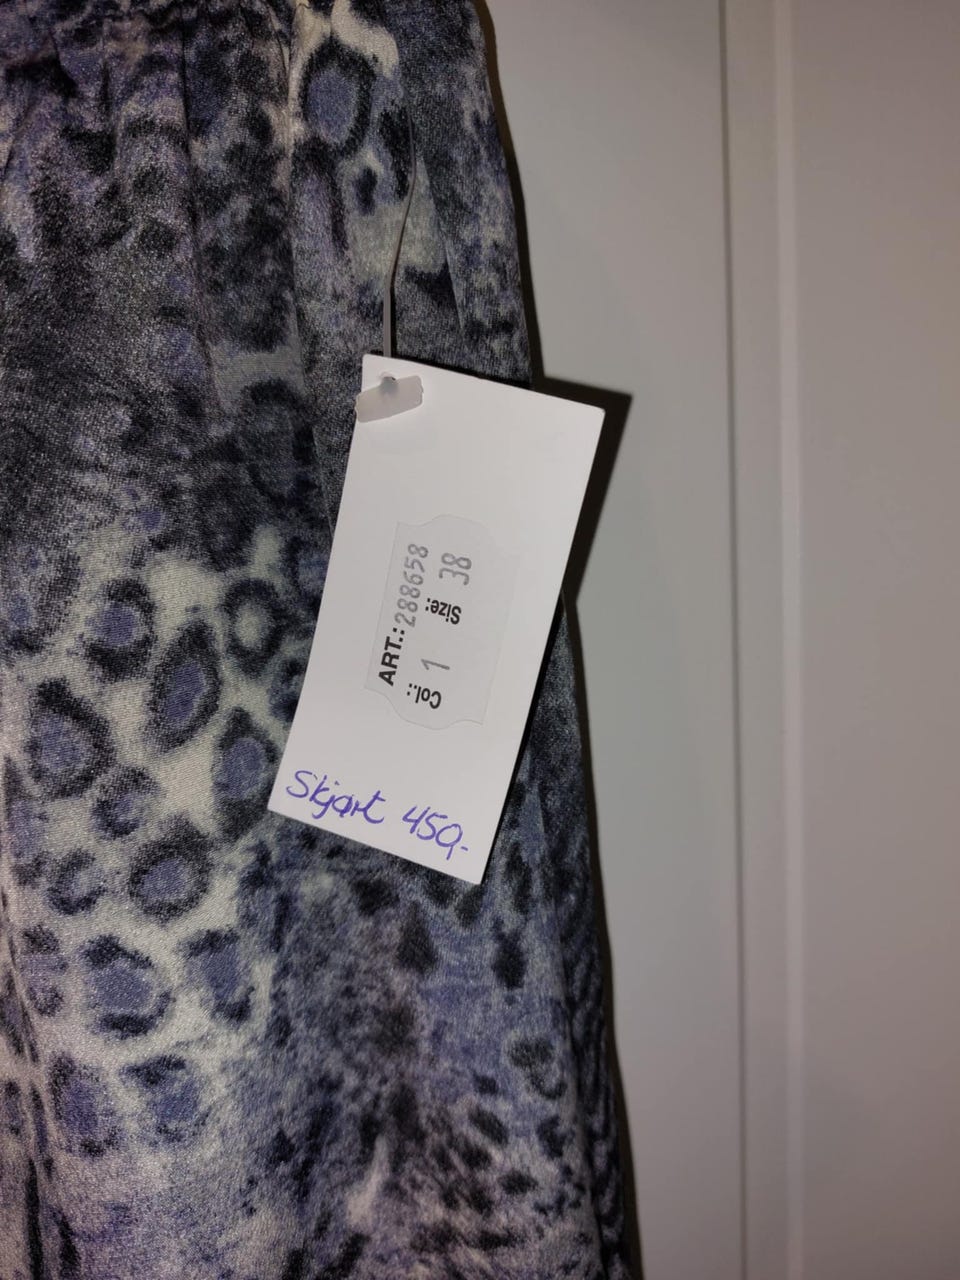 ART.: 288658
Col.: 1 Size: 38
Skjørt 450,-